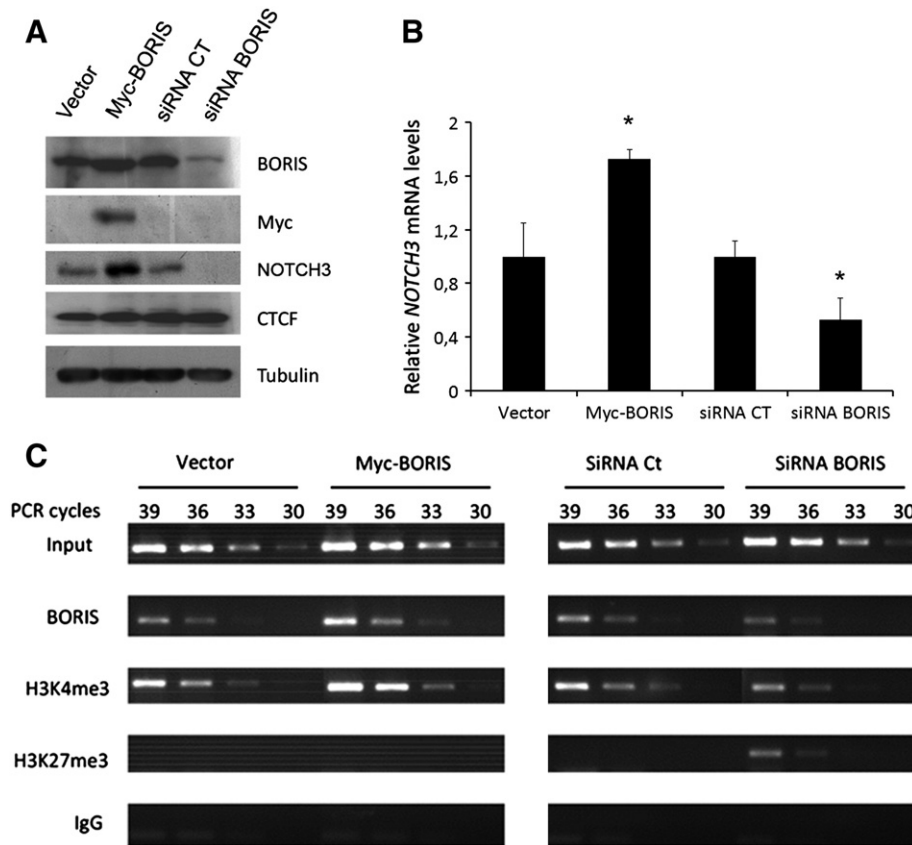 A
Vector
Myc-BORIS
siRNA CT
siRNA BORIS
BORIS
Myc
NOTCH3
CTCF
Tubulin
B
Relative NOTCH3 mRNA levels
2
1,6
1,2
0,8
0,4
0
*
*
Vector Myc-BORIS siRNA CT siRNA BORIS
C
Vector Myc-BORIS SiRNA Ct SiRNA BORIS
PCR cycles 39 36 33 30 39 36 33 30 39 36 33 30 39 36 33 30
Input
BORIS
H3K4me3
H3K27me3
IgG